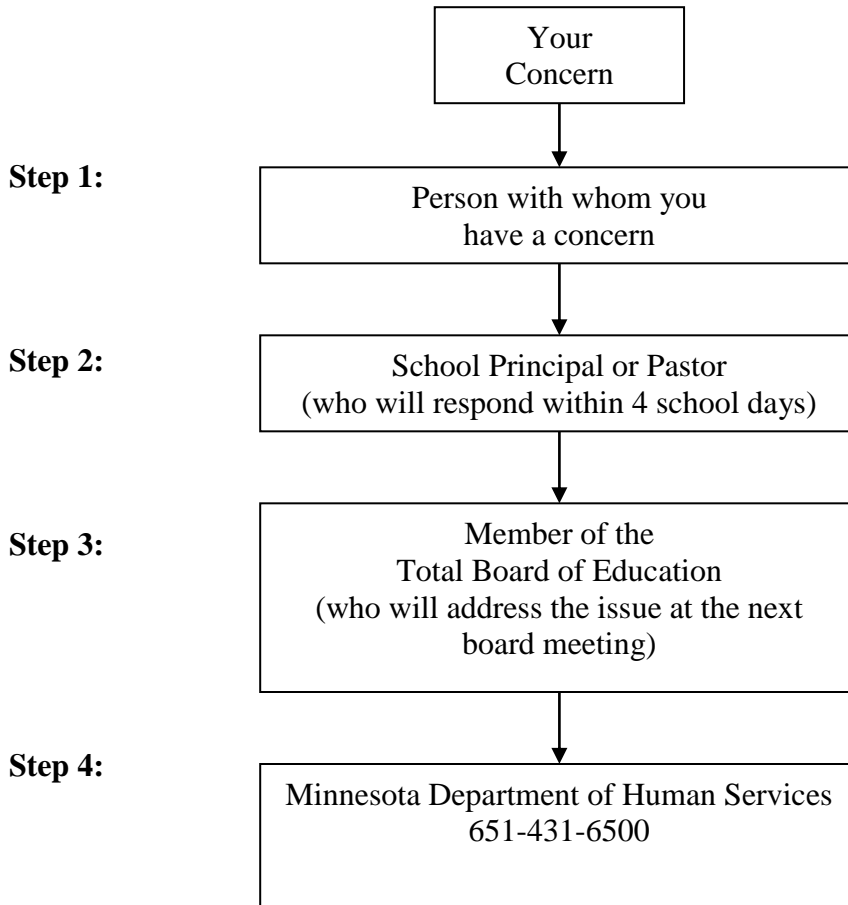 Your
Concern
Step 1:
Person with whom you
have a concern
Step 2:
School Principal or Pastor
(who will respond within 4 school days)
Step 3:
Member of the
Total Board of Education
(who will address the issue at the next
board meeting)
Step 4:
Minnesota Department of Human Services
651-431-6500